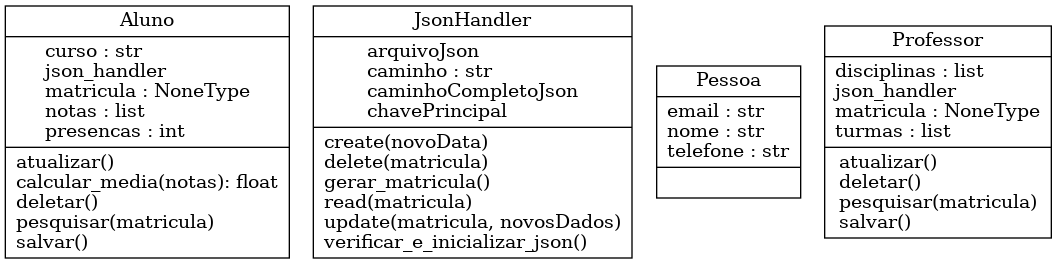 Aluno
curso : str
json_handler
matricula : NoneType
notas : list
presencas : int
atualizar()
calcular_media(notas): float
deletar()
pesquisar(matricula)
salvar()
JsonHandler
arquivoJson
caminho : str
caminhoCompletoJson
chavePrincipal
create(novoData)
delete(matricula)
gerar_matricula()
read(matricula)
update(matricula, novosDados)
verificar_e_inicializar_json()
Pessoa
email : str
nome : str
telefone : str
Professor
disciplinas : list
json_handler
matricula : NoneType
turmas : list
atualizar()
deletar()
pesquisar(matricula)
salvar()